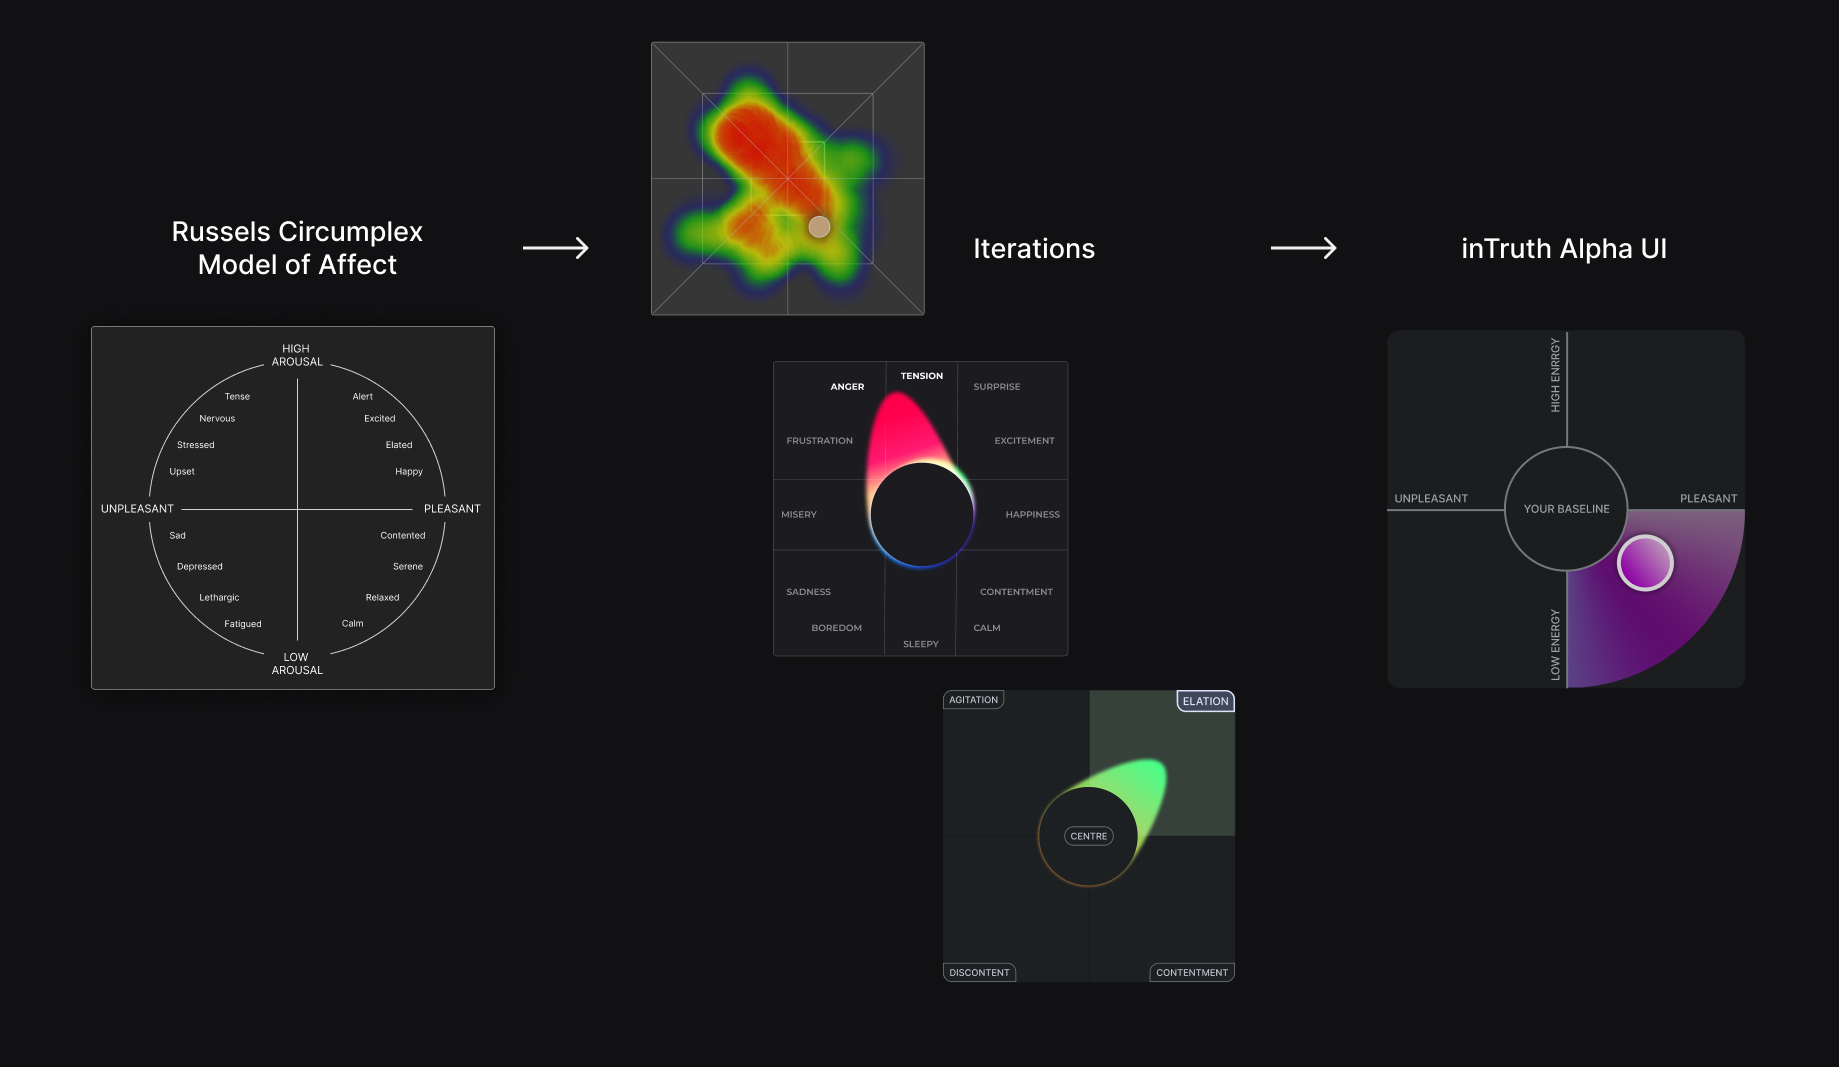 Russels Circumplex
Model of Affect
Iterations
inTruth Alpha UI
HIGH
AROUSAL
Tense
Alert
Nervous
Excited
Stressed
Elated
Upset
Happy
UNPLEASANT
PLEASANT
Sad
Contented
Depressed
Serene
Lethargic
Relaxed
Fatigued
Calm
LOW
AROUSAL
ANGER
TENSION
SURPRISE
FRUSTRATION
EXCITEMENT
MISERY
HAPPINESS
SADNESS
CONTENTMENT
BOREDOM
CALM
SLEEPY
AGITATION
ELATION
CENTRE
DISCONTENT
CONTENTMENT
HIGH ENRRGY
UNPLEASANT
PLEASANT
YOUR BASELINE
LOW ENERGY